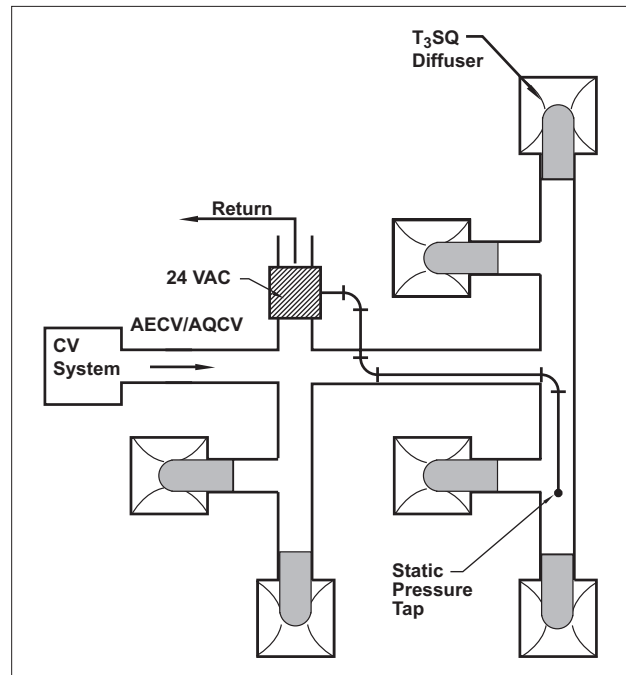 T₃SQ
Diffuser
Return
24 VAC
AECV/AQCV
CV
System
Static
Pressure
Tap